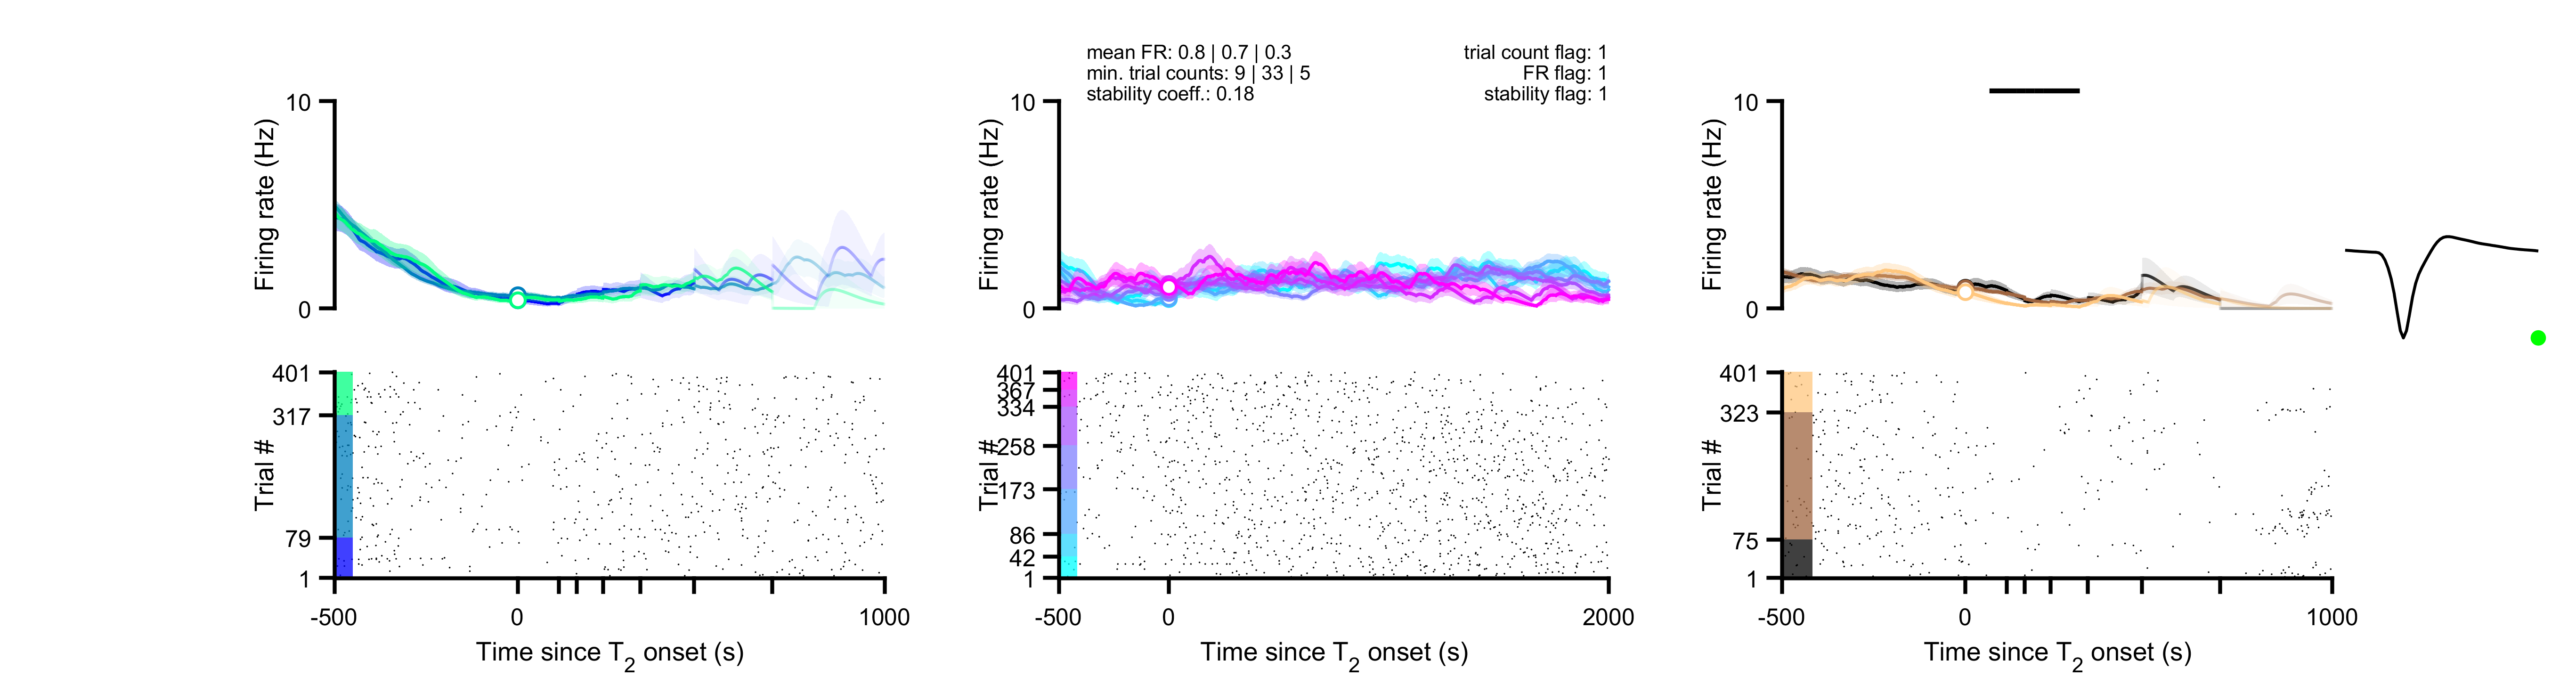 mean FR: 0.8 | 0.7 | 0.3
min. trial counts: 9 | 33 | 5
stability coeff.: 0.18
trial count flag: 1
FR flag: 1
stability flag: 1
10
Firing rate (Hz)
0
10
Firing rate (Hz)
0
10
Firing rate (Hz)
0
401
317
79
1
Trial #
-500
0
1000
Time since T2 onset (s)
401
367
334
258
173
86
42
1
Trial #
-500
0
2000
Time since T2 onset (s)
401
323
75
1
Trial #
-500
0
1000
Time since T2 onset (s)